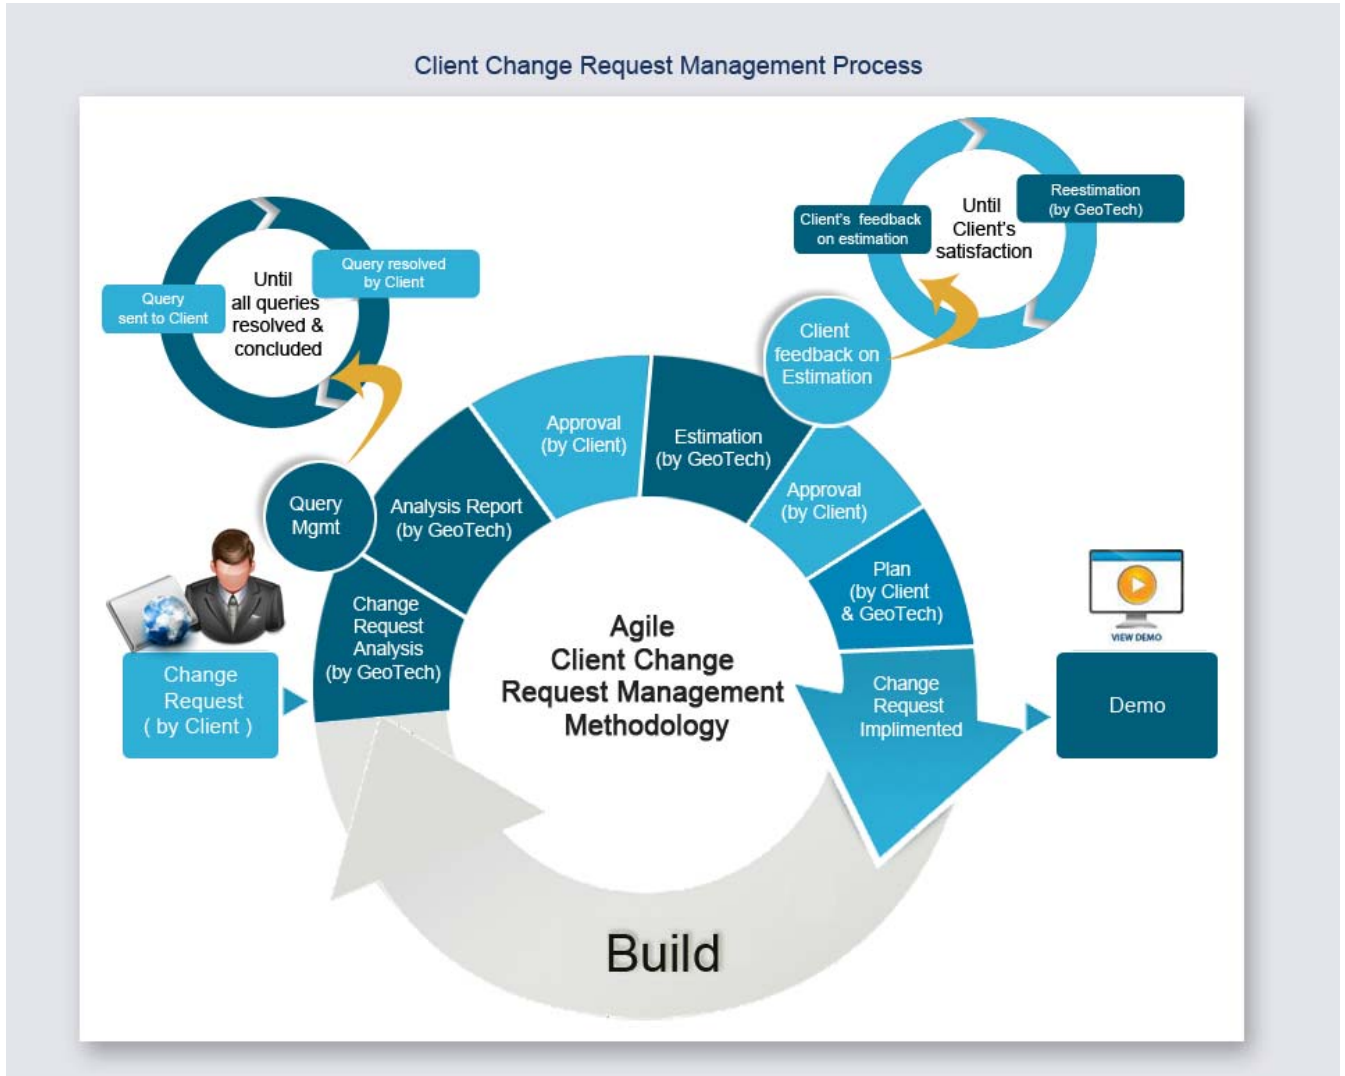 Client Change Request Management Process
Until
all queries
resolved &
concluded
Query
sent to Client
Query resolved
by Client
Until
Client's
satisfaction
Client's feedback
on estimation
Reestimation
(by GeoTech)
Client
feedback on
Estimation
Query
Mgmt
Change
Request
( by Client )
Change
Request
Analysis
(by GeoTech)
Analysis Report
(by GeoTech)
Approval
(by Client)
Estimation
(by GeoTech)
Approval
(by Client)
Plan
(by Client
& GeoTech)
Change
Request
Implimented
Agile
Client Change
Request Management
Methodology
VIEW DEMO
Demo
Build